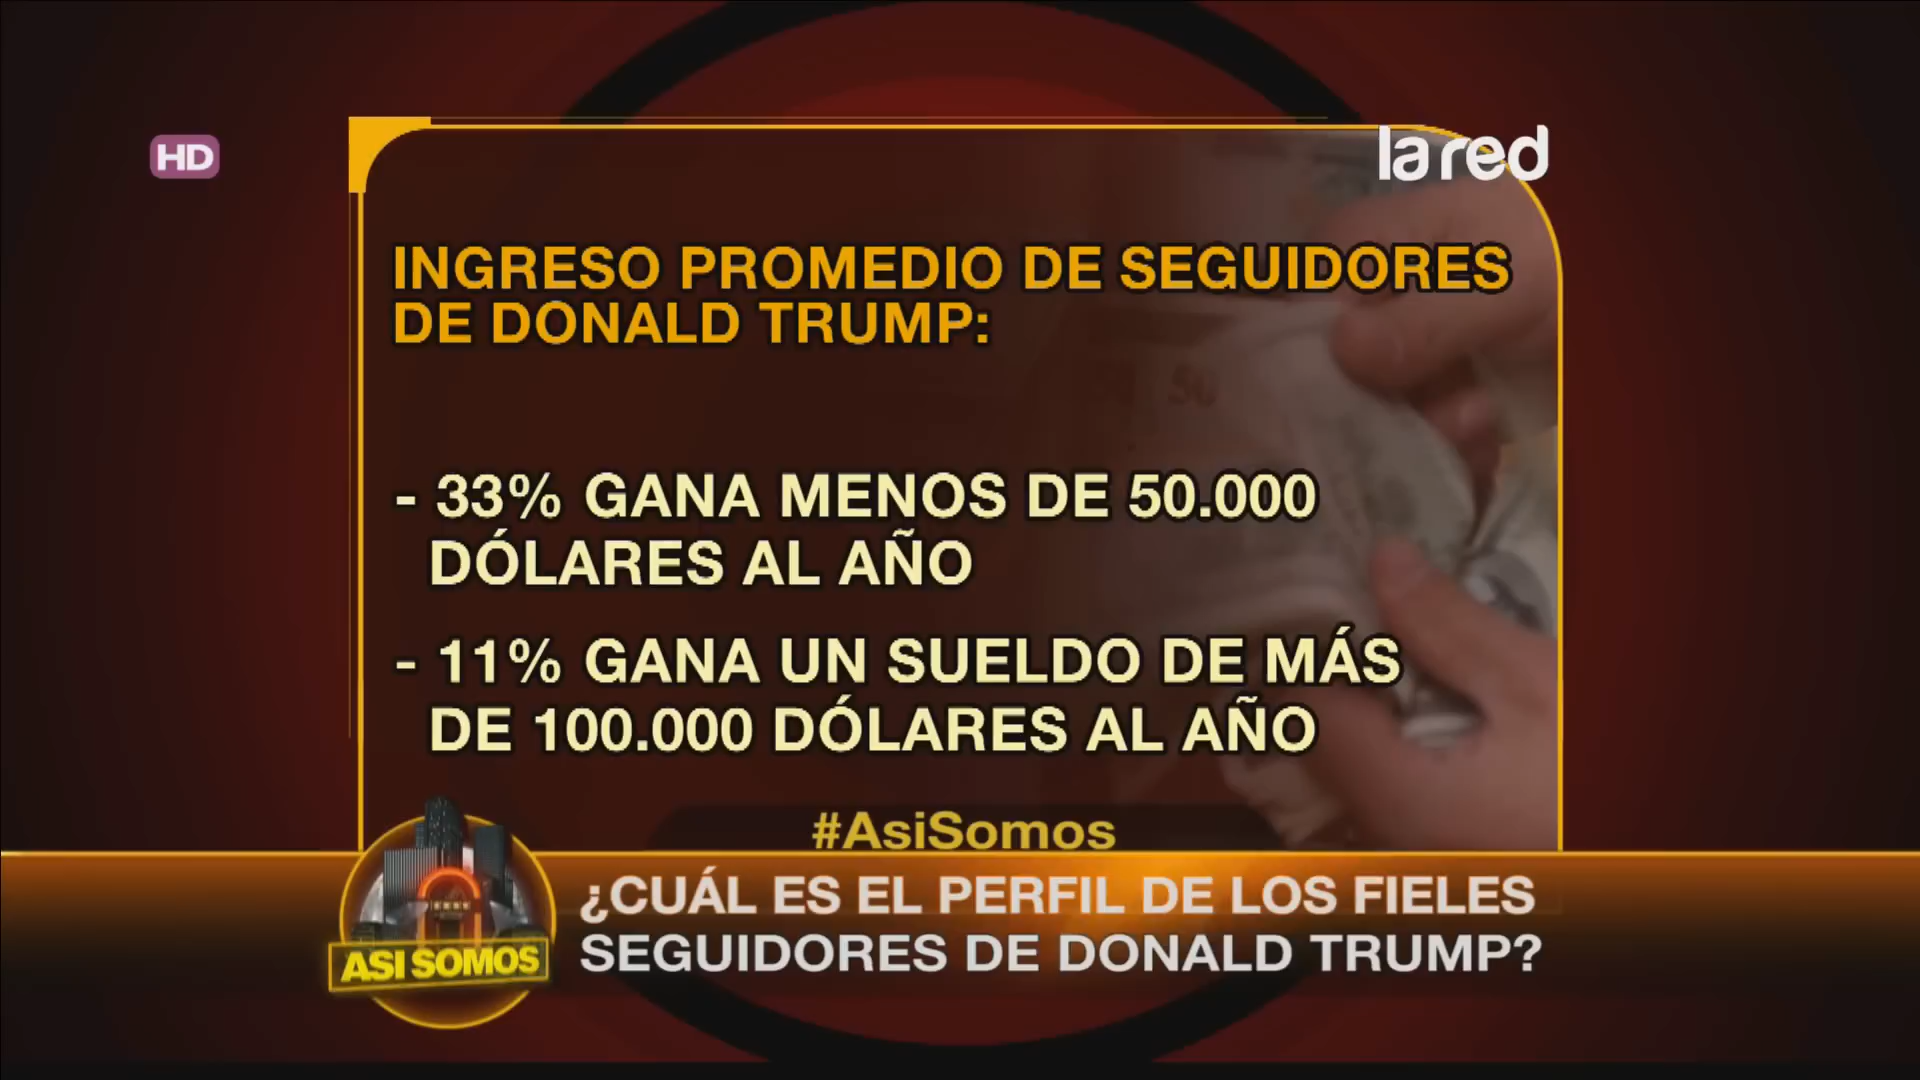 HD
la red
INGRESO PROMEDIO DE SEGUIDORES
DE DONALD TRUMP:
50
- 33% GANA MENOS DE 50.000
DÓLARES AL AÑO
- 11% GANA UN SUELDO DE MÁS
DE 100.000 DÓLARES AL AÑO
#AsiSomos
¿CUÁL ES EL PERFIL DE LOS FIELES
SEGUIDORES DE DONALD TRUMP?
ASI SOMOS